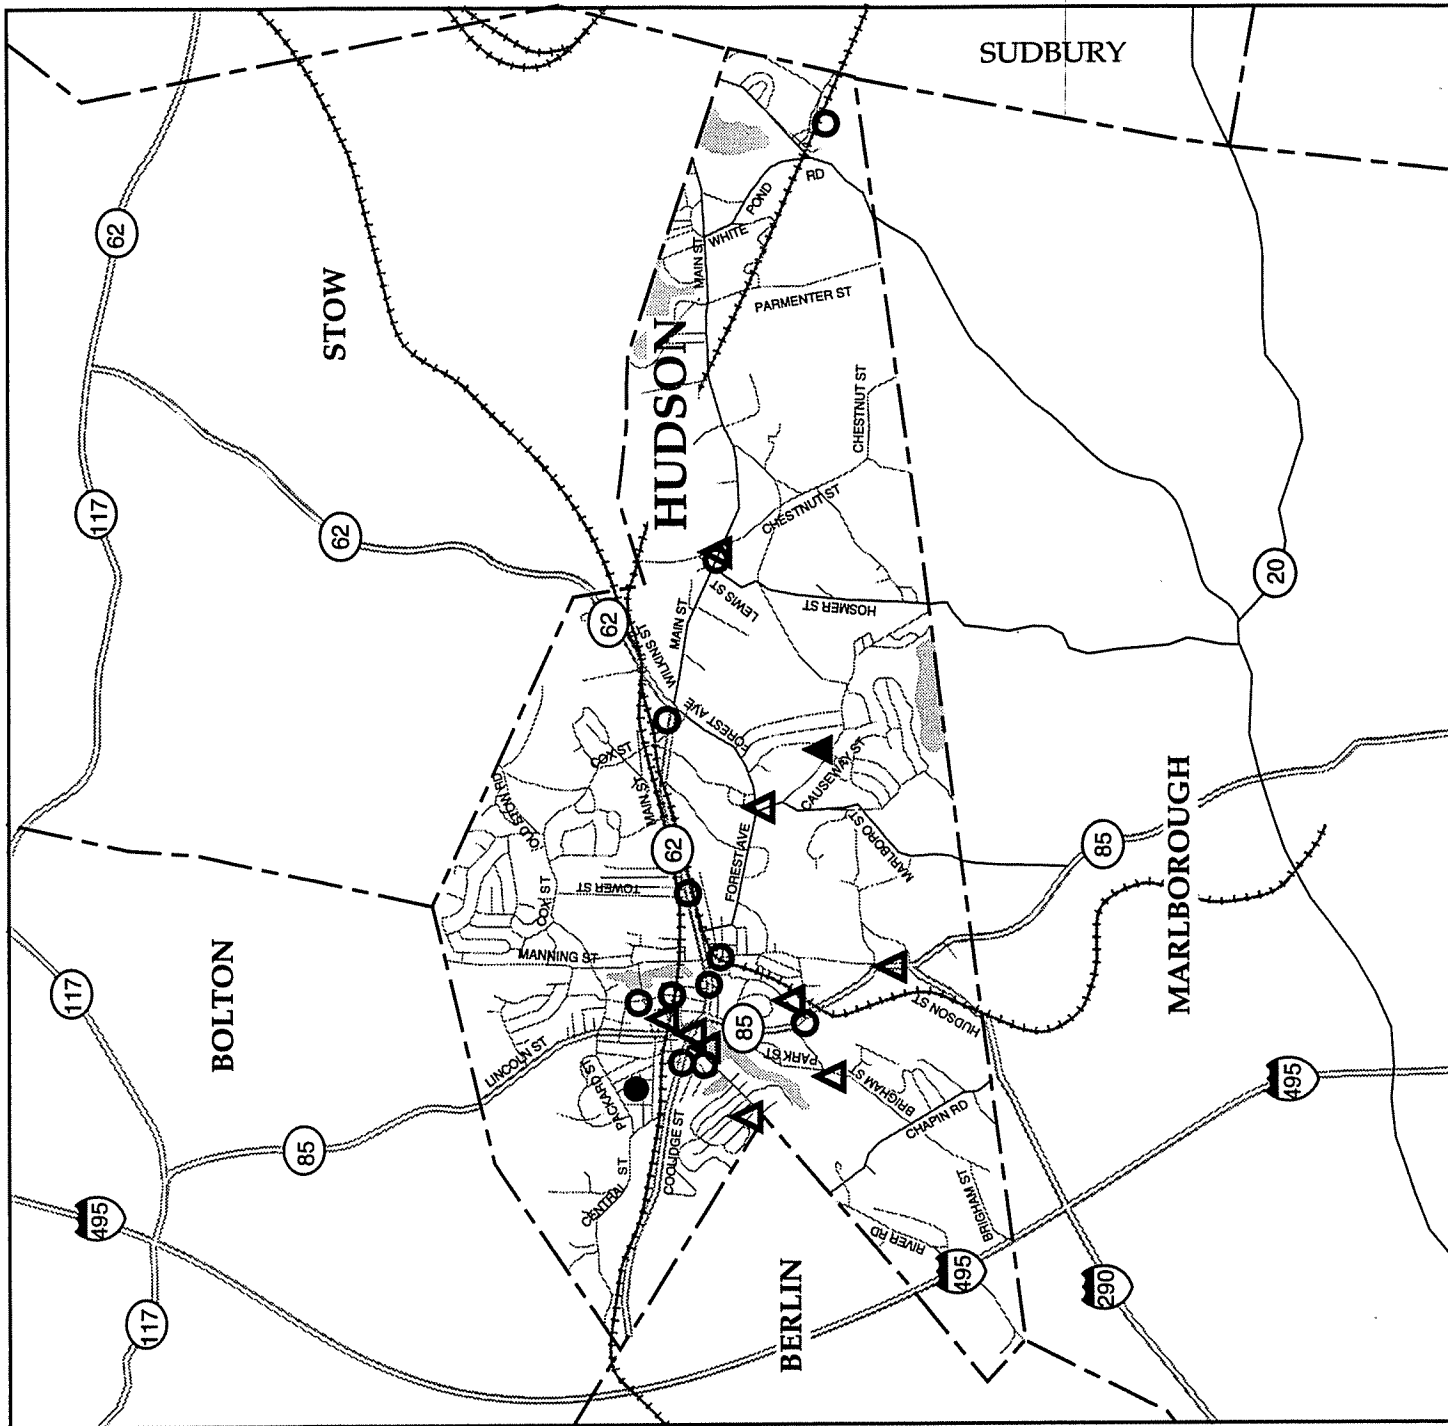 SUDBURY
62
STOW
RD
POND
WHITE
MAIN ST
PARMENTER ST
HUDSON
CHESTNUT ST
117
62
CHESTNUT ST
20
LEWIS ST
HOSMER ST
62
WILKINS ST
MAIN ST
FOREST AVE
COX ST
MAIN ST
OLD STOW RD
CAUSEWAY ST
MARLBORO ST
MARLBOROUGH
85
62
FOREST AVE
TOWER ST
COX ST
MANNING ST
BOLTON
117
HUDSON ST
85
PARK ST
LINCOLN ST
PACKARD ST
BRIGHAM ST
CHAPIN RD
495
85
COOLIDGE ST
CENTRAL ST
BRIGHAM ST
RIVER RD
495
495
290
BERLIN
117